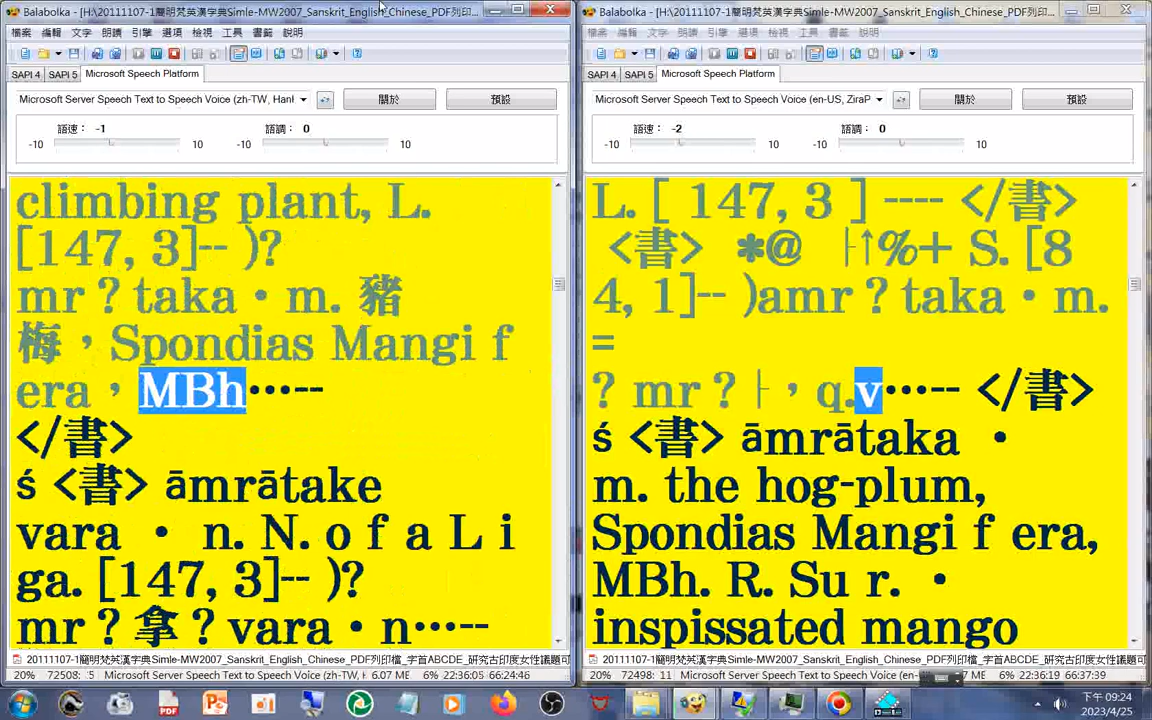 Balabolka - [H:\20111107-1簡明梵英漢字典Simle-MW2007_Sanskrit_English_Chinese_PDF列印...
檔案 編輯 文字 朗讀 引擎 選項 檢視 工具 書籤 說明
SAPI 4 SAPI 5 Microsoft Speech Platform
Microsoft Server Speech Text to Speech Voice (zh-TW, Hanl 關於 預設
語速： -1 語調： 0
-10 10 -10 10
climbing plant, L.
[147, 3]-- )?
mr？taka・m. 豬
梅，Spondias Mangi f
era，MBh…--
</書>
ś <書> āmrātake
vara ・ n. N. o f a L i
ga. [147, 3]-- )?
mr？拿？vara・n…--
20111107-1簡明梵英漢字典Simle-MW2007_Sanskrit_English_Chinese_PDF列印檔_字首ABCDE_研究古印度女性議題可
20% 72508: :5 Microsoft Server Speech Text to Speech Voice (zh-TW, H 6.07 ME 6% 22:36:05 66:24:46
Balabolka - [H:\20111107-1簡明梵英漢字典Simle-MW2007_Sanskrit_English_Chinese_PDF列印...
檔案 編輯 文字 朗讀 引擎 選項 檢視 工具 書籤 說明
SAPI 4 SAPI 5 Microsoft Speech Platform
Microsoft Server Speech Text to Speech Voice (en-US, ZiraP 關於 預設
語速： -2 語調： 0
-10 10 -10 10
L. [ 147, 3 ] ---- </書>
<書> *@ ├↑%+ S. [8
4, 1]-- )amr？taka・m.
=
？mr？├，q.v…-- </書>
ś <書> āmrātaka ・
m. the hog-plum,
Spondias Mangi f era,
MBh. R. Su r. ・
inspissated mango
20111107-1簡明梵英漢字典Simle-MW2007_Sanskrit_English_Chinese_PDF列印檔_字首ABCDE_研究古印度女性議題可
20% 72498: 11 Microsoft Server Speech Text to Speech Voice (en-US, 7 ME 6% 22:36:19 66:37:39
下午 09:24
2023/4/25